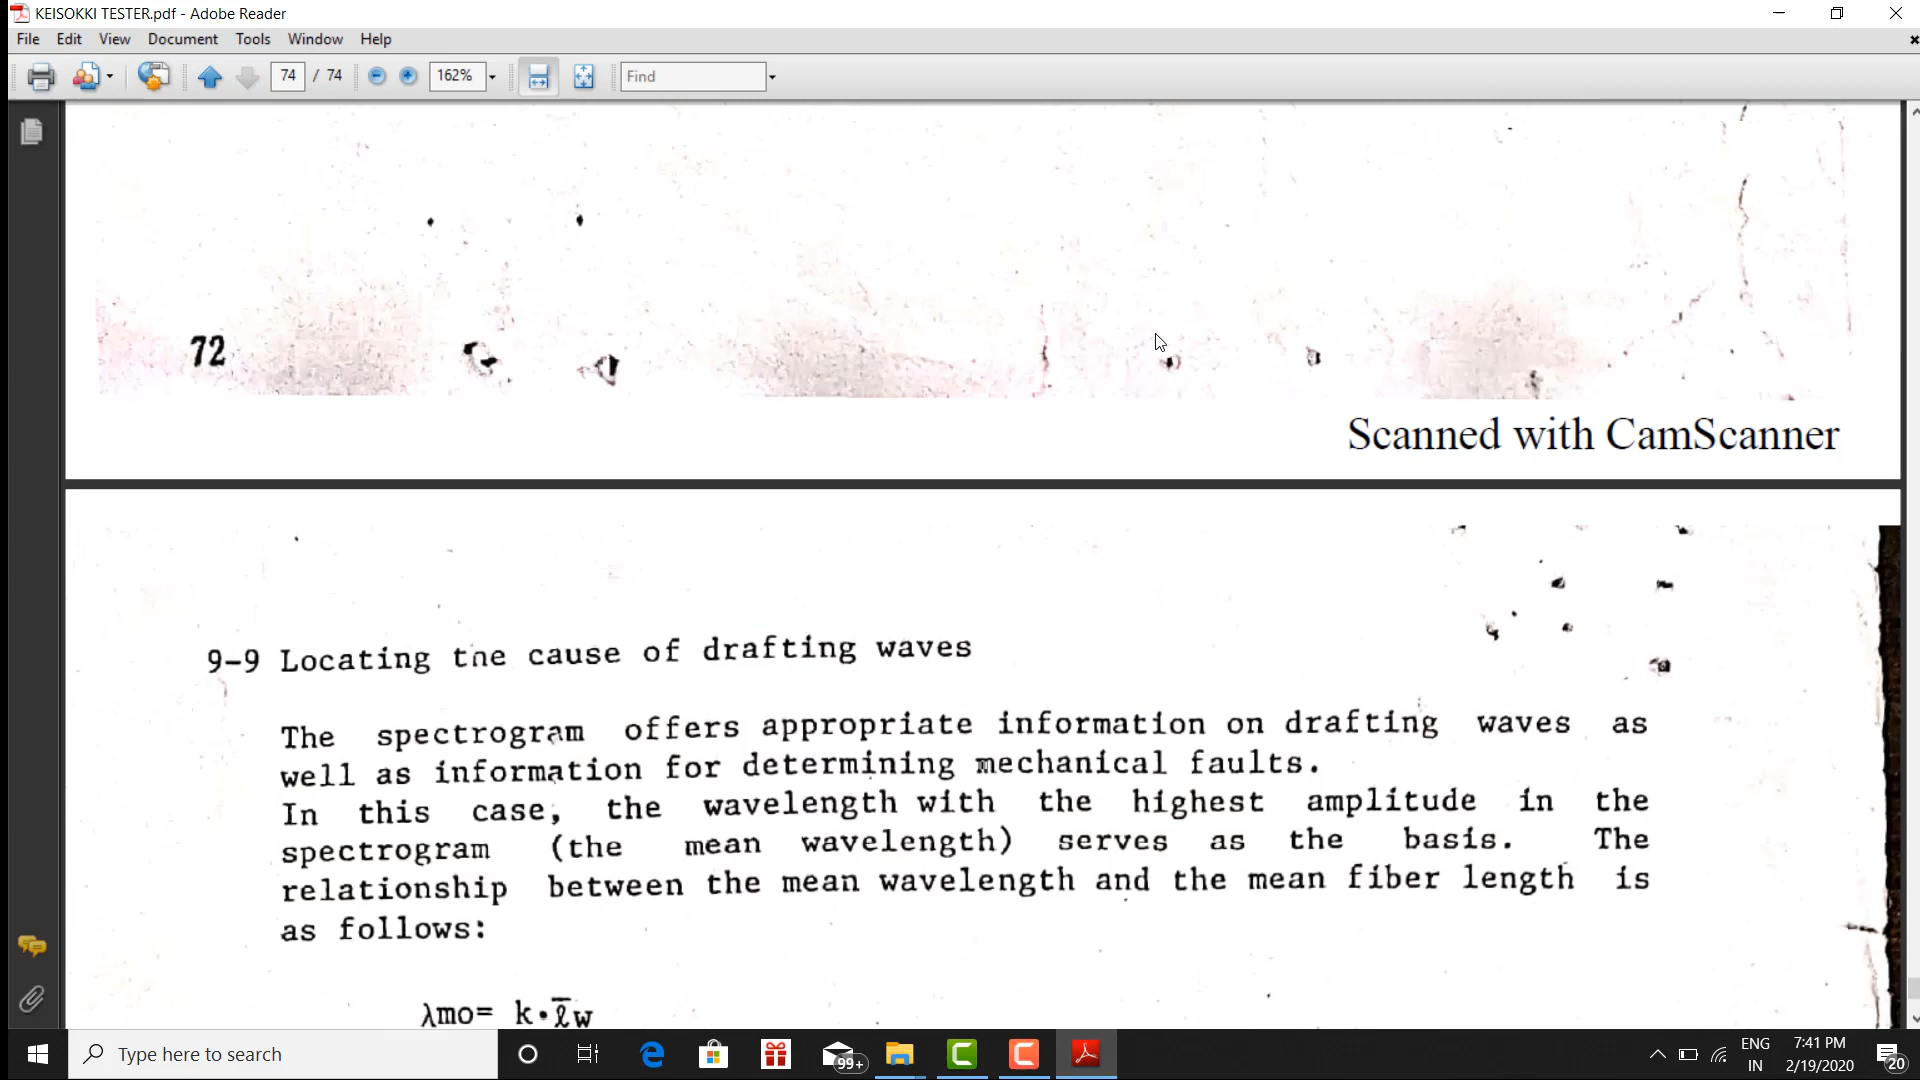 KEISOKKI TESTER.pdf - Adobe Reader
File Edit View Document Tools Window Help
74 / 74 162% Find
72
Scanned with CamScanner
9-9 Locating the cause of drafting waves
The spectrogram offers appropriate information on drafting waves as
well as information for determining mechanical faults.
In this case, the wavelength with the highest amplitude in the
spectrogram (the mean wavelength) serves as the basis. The
relationship between the mean wavelength and the mean fiber length is
as follows:
λmo= k·ℓ̅w
Type here to search
99+
ENG
IN
7:41 PM
2/19/2020
20